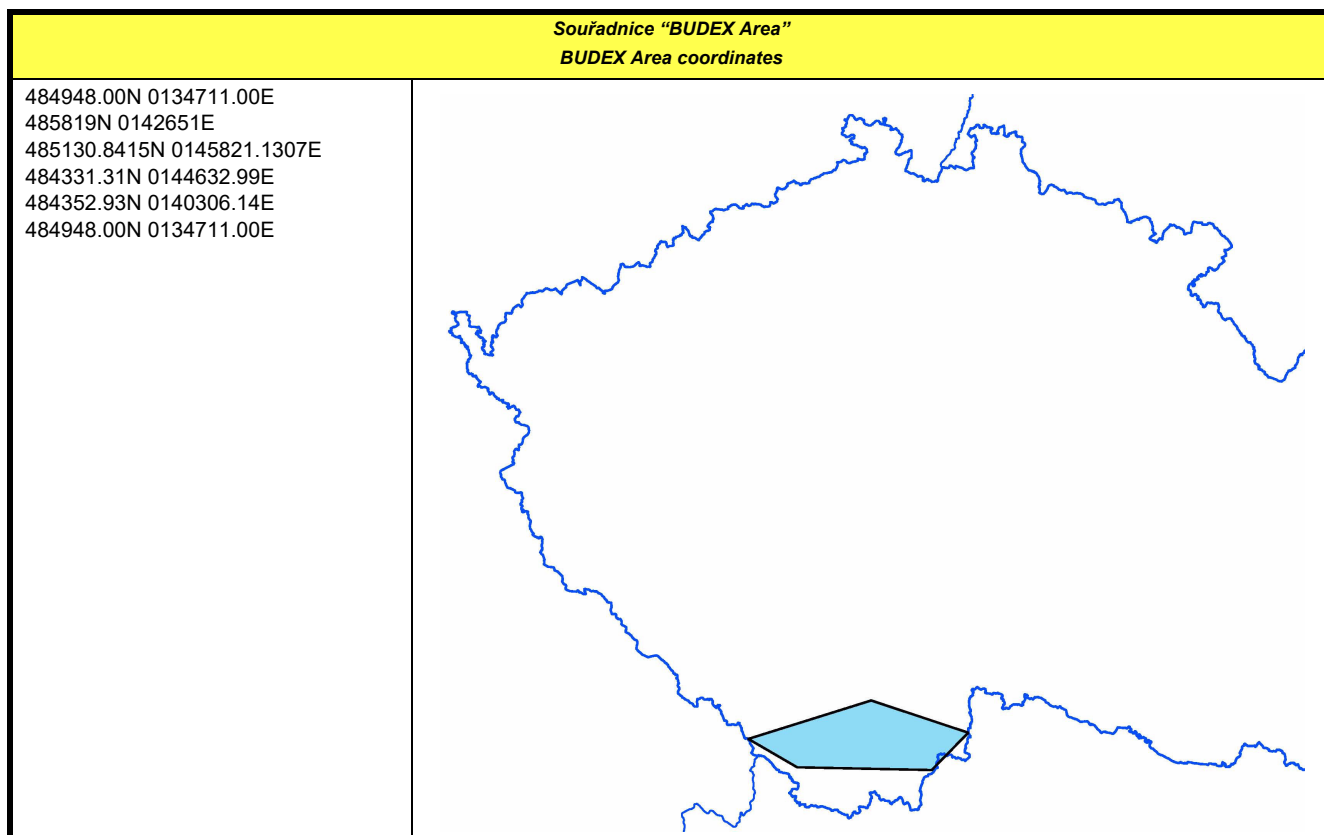 Souřadnice “BUDEX Area”
BUDEX Area coordinates
484948.00N 0134711.00E
485819N 0142651E
485130.8415N 0145821.1307E
484331.31N 0144632.99E
484352.93N 0140306.14E
484948.00N 0134711.00E